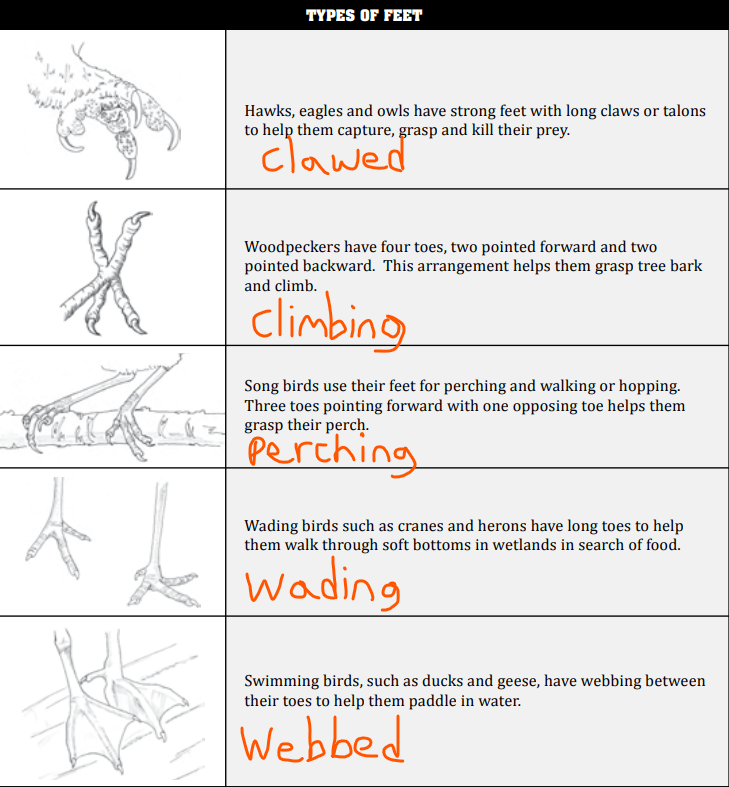 TYPES OF FEET
Hawks, eagles and owls have strong feet with long claws or talons
to help them capture, grasp and kill their prey.
Clawed
Woodpeckers have four toes, two pointed forward and two
pointed backward.  This arrangement helps them grasp tree bark
and climb.
Climbing
Song birds use their feet for perching and walking or hopping.
Three toes pointing forward with one opposing toe helps them
grasp their perch.
Perching
Wading birds such as cranes and herons have long toes to help
them walk through soft bottoms in wetlands in search of food.
Wading
Swimming birds, such as ducks and geese, have webbing between
their toes to help them paddle in water.
Webbed